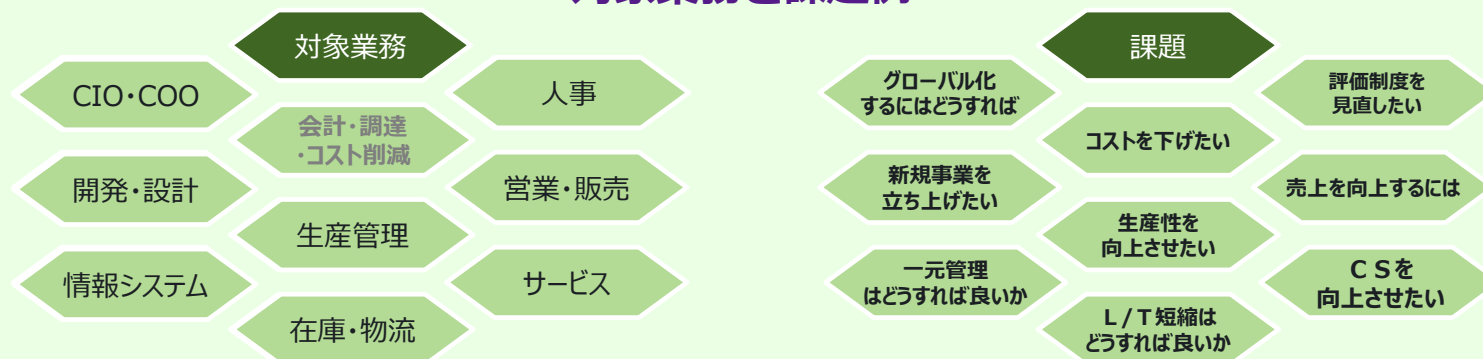 対象業務
CIO・COO
人事
会計・調達
・コスト削減
開発・設計
営業・販売
生産管理
情報システム
サービス
在庫・物流
課題
グローバル化
するにはどうすれば
評価制度を
見直したい
コストを下げたい
新規事業を
立ち上げたい
売上を向上するには
生産性を
向上させたい
一元管理
はどうすれば良いか
ＣＳを
向上させたい
Ｌ/Ｔ短縮は
どうすれば良いか